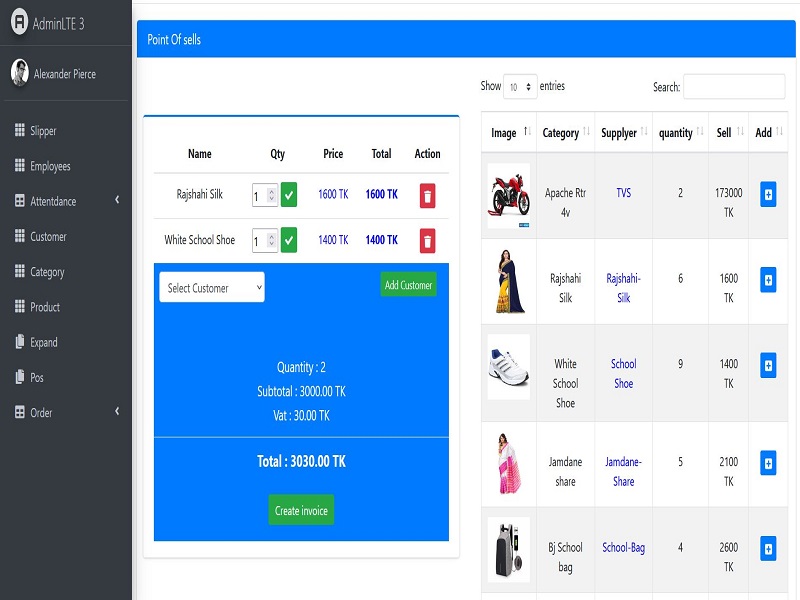 AdminLTE 3
Alexander Pierce
Slipper
Employees
Attentdance
Customer
Category
Product
Expand
Pos
Order
Point Of sells
Name Qty Price Total Action
Rajshahi Silk 1 1600 TK 1600 TK
White School Shoe 1 1400 TK 1400 TK
Select Customer
Add Customer
Quantity : 2
Subtotal : 3000.00 TK
Vat : 30.00 TK
Total : 3030.00 TK
Create invoice
Show 10 entries
Search:
Image Category Supplyer quantity Sell Add
Apache Rtr TVS 2 173000
4v TK
Rajshahi Rajshahi- 6 1600
Silk Silk TK
White School 9 1400
School Shoe TK
Shoe
Jamdane Jamdane- 5 2100
share Share TK
Bj School School-Bag 4 2600
bag TK